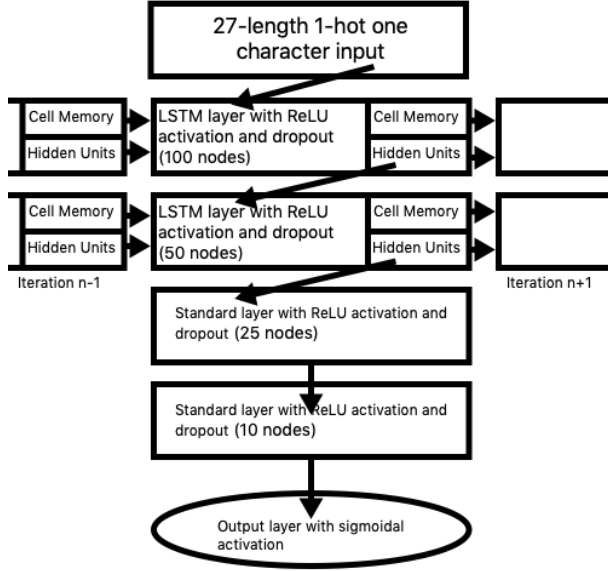 27-length 1-hot one
character input
Cell Memory
LSTM layer with ReLU
activation and dropout
(100 nodes)
Cell Memory
Hidden Units
Hidden Units
Cell Memory
LSTM layer with ReLU
activation and dropout
(50 nodes)
Cell Memory
Hidden Units
Hidden Units
Iteration n-1
Iteration n+1
Standard layer with ReLU activation and
dropout (25 nodes)
Standard layer with ReLU activation and
dropout (10 nodes)
Output layer with sigmoidal
activation